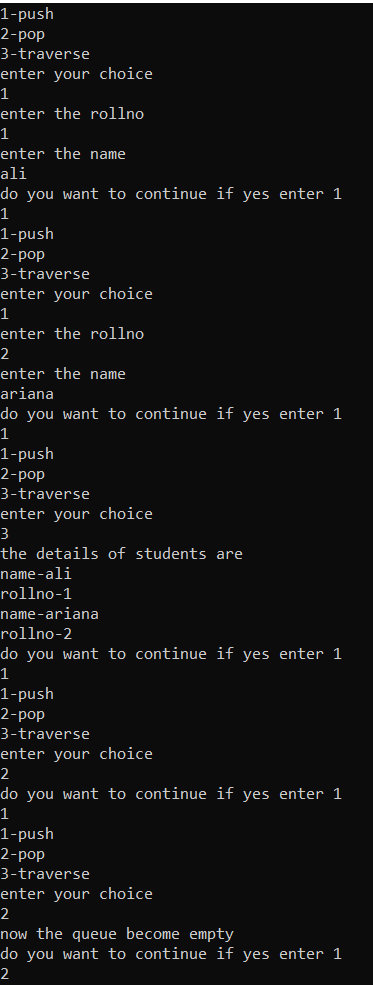 1-push
2-pop
3-traverse
enter your choice
1
enter the rollno
1
enter the name
ali
do you want to continue if yes enter 1
1
1-push
2-pop
3-traverse
enter your choice
1
enter the rollno
2
enter the name
ariana
do you want to continue if yes enter 1
1
1-push
2-pop
3-traverse
enter your choice
3
the details of students are
name-ali
rollno-1
name-ariana
rollno-2
do you want to continue if yes enter 1
1
1-push
2-pop
3-traverse
enter your choice
2
do you want to continue if yes enter 1
1
1-push
2-pop
3-traverse
enter your choice
2
now the queue become empty
do you want to continue if yes enter 1
2